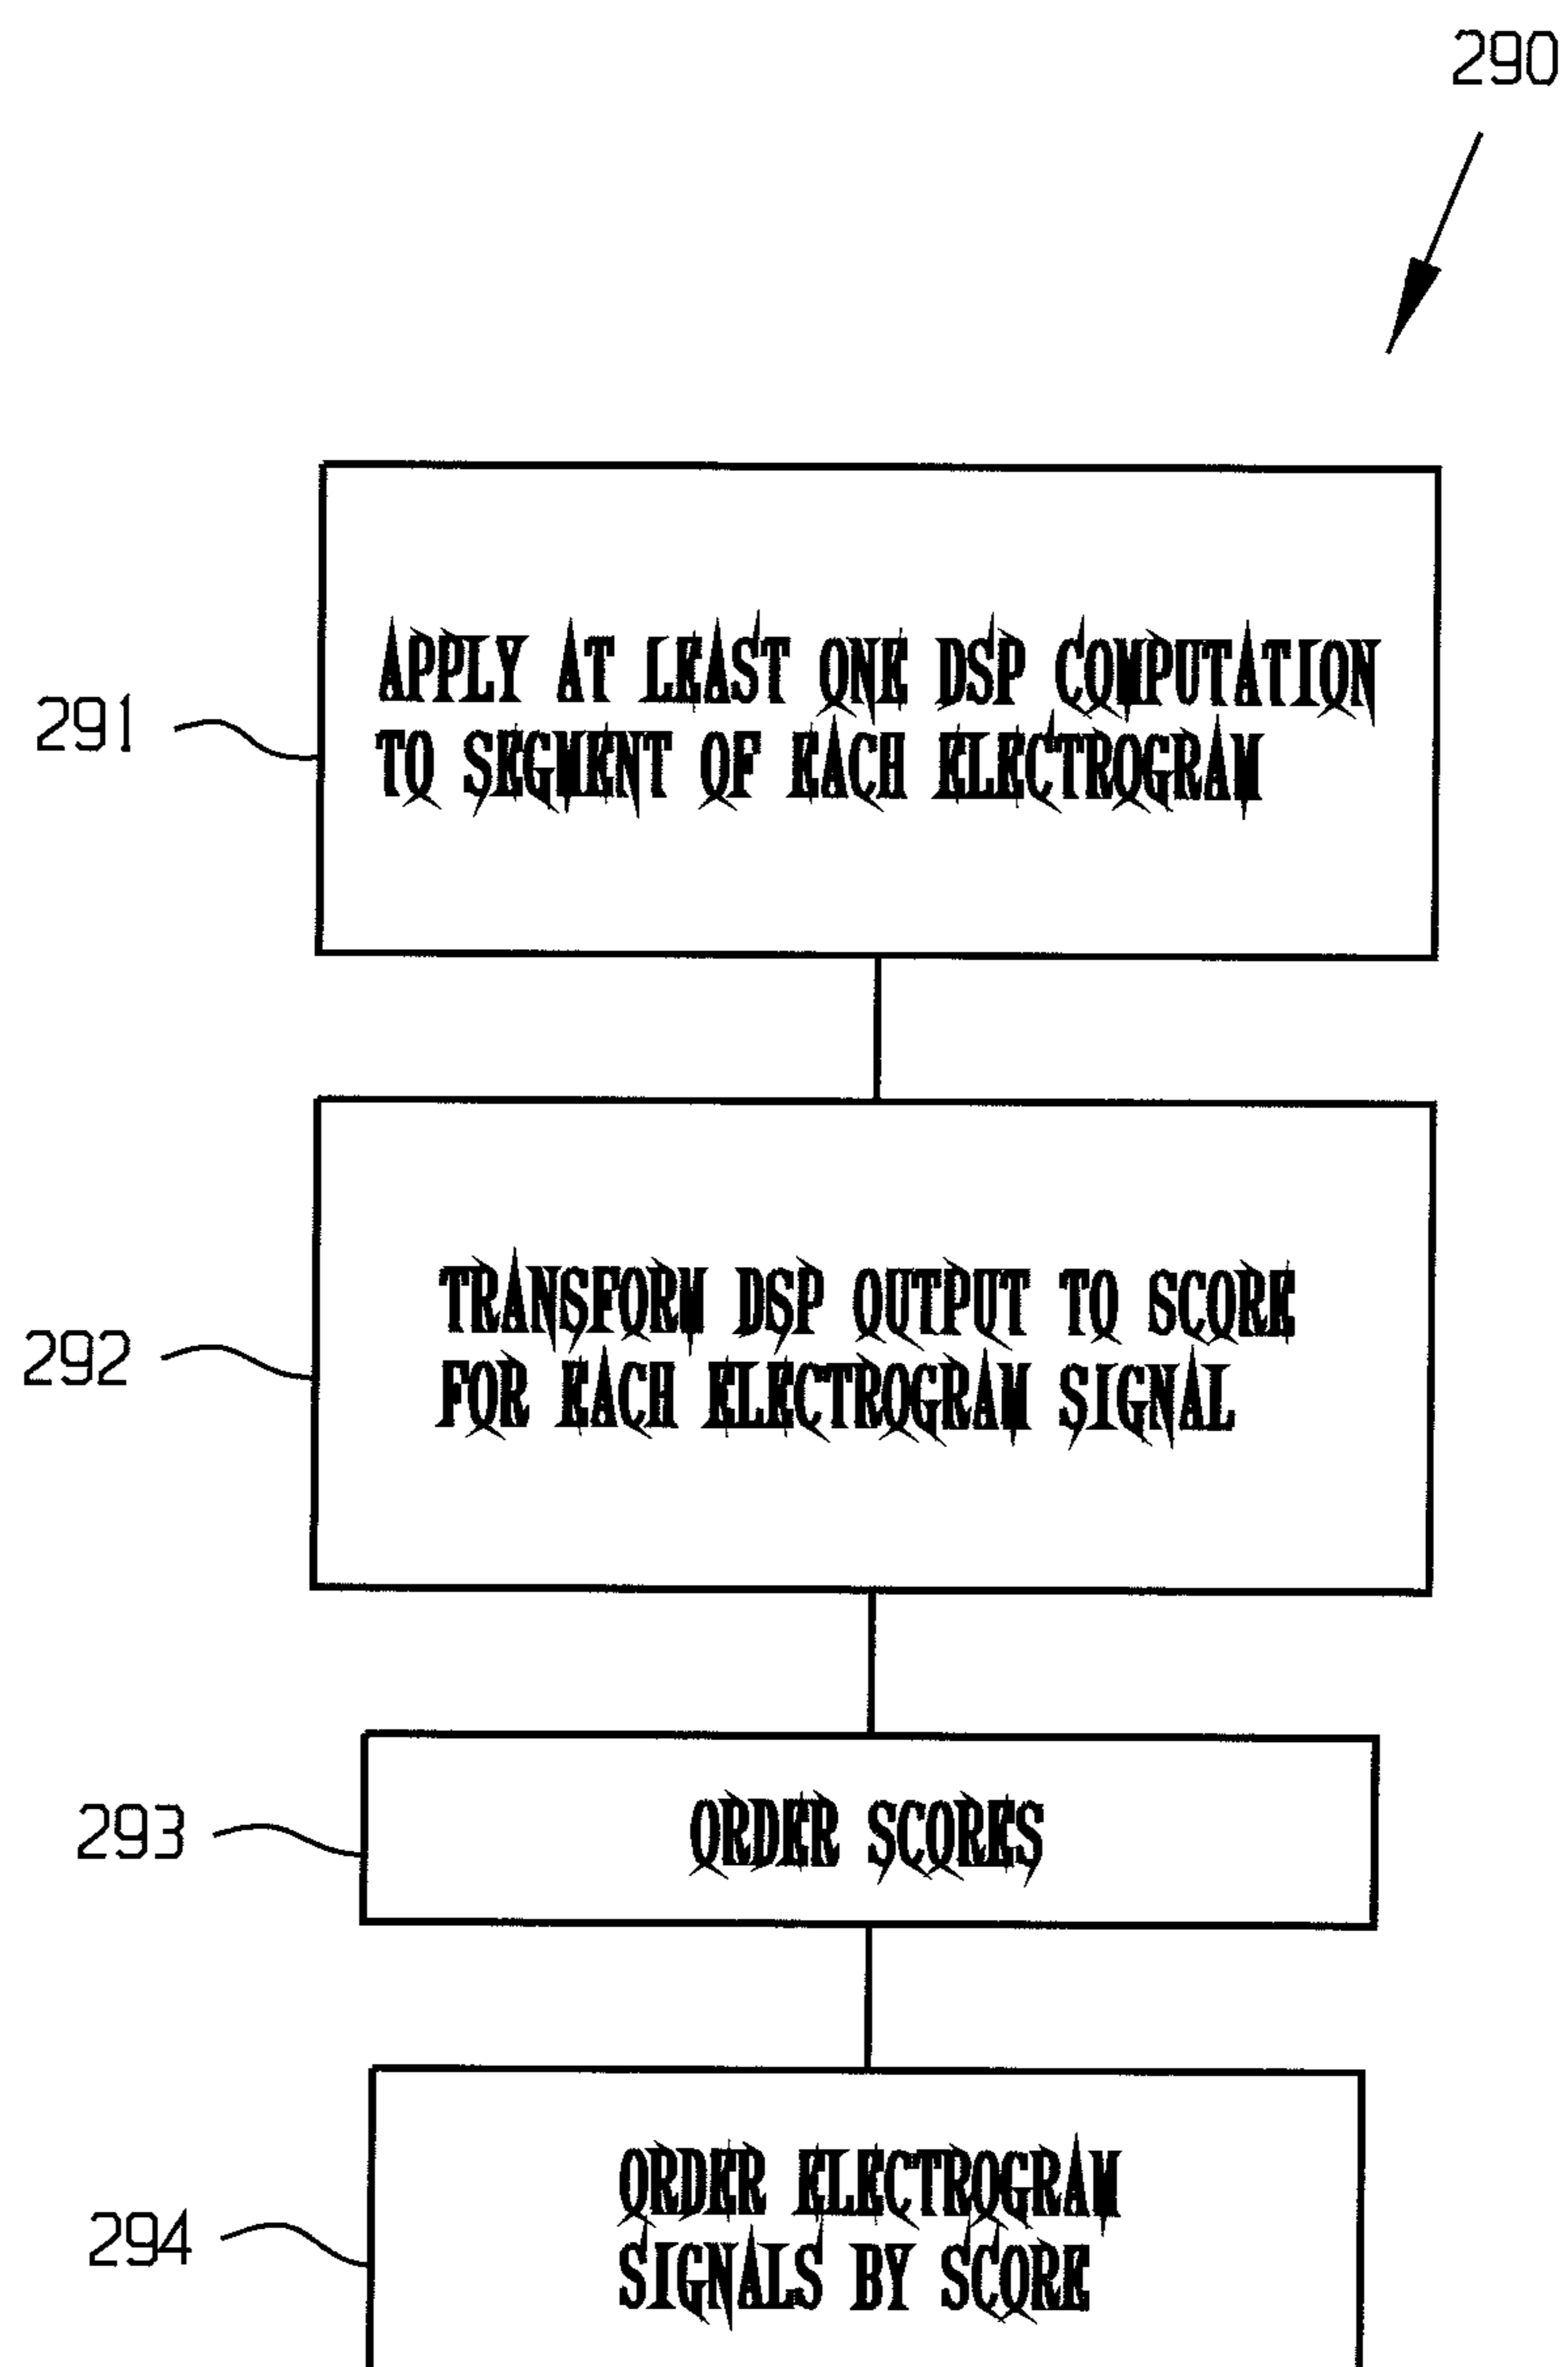 290
291
APPLY AT LEAST ONE DSP COMPUTATION
TO SEGMENT OF EACH ELECTROGRAM
292
TRANSFORM DSP OUTPUT TO SCORE
FOR EACH ELECTROGRAM SIGNAL
293
ORDER SCORES
294
ORDER ELECTROGRAM
SIGNALS BY SCORE